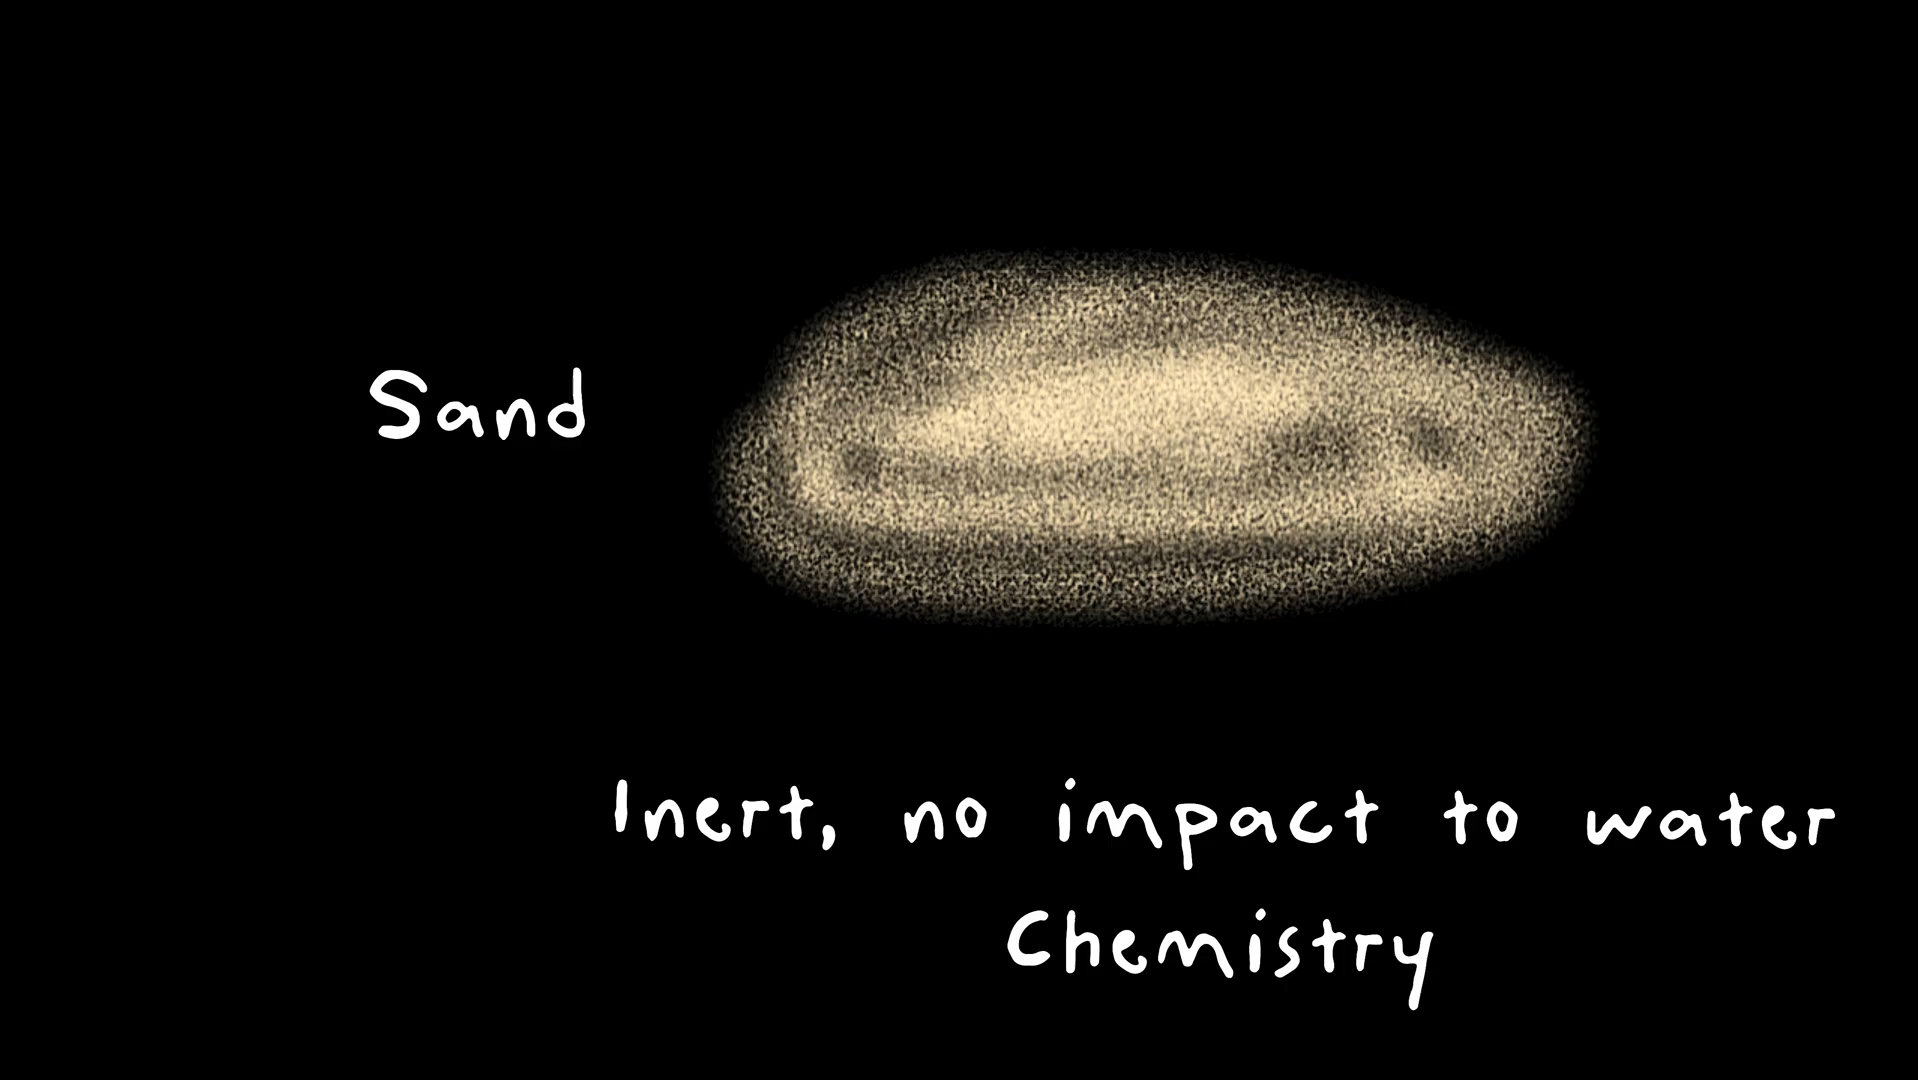 Sand
Inert, no impact to water
Chemistry